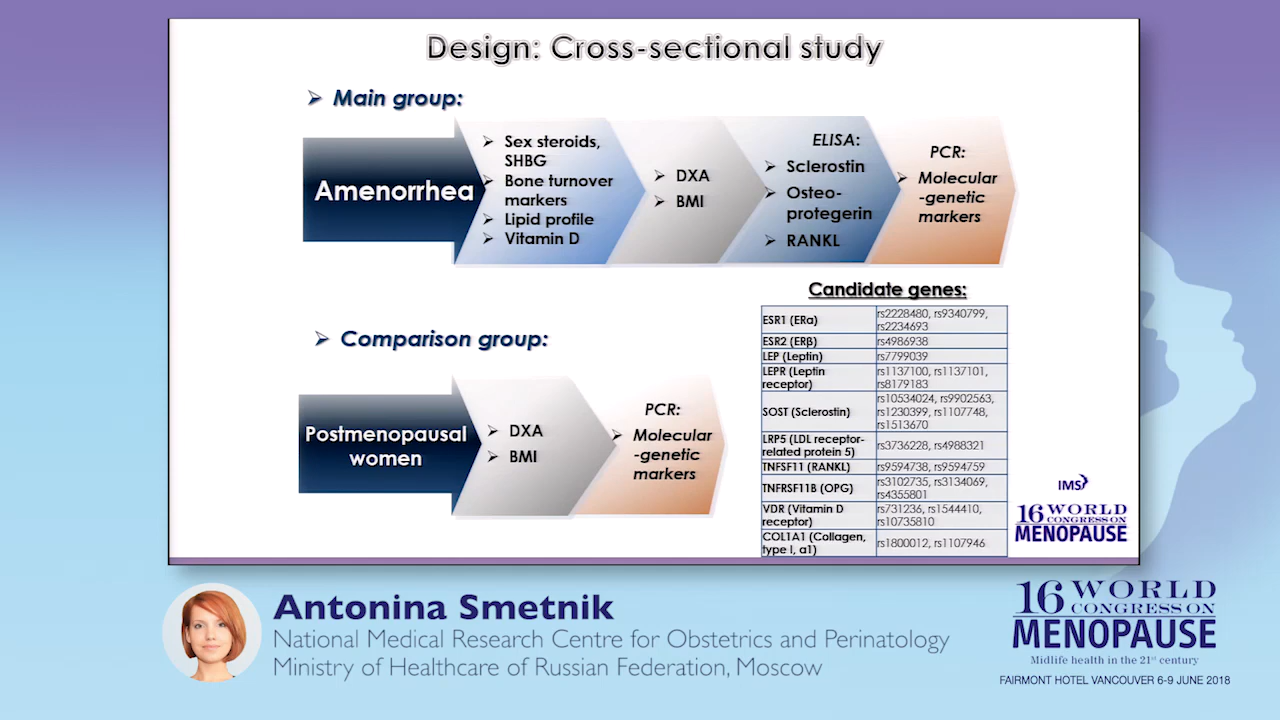 Design: Cross-sectional study
➢ Main group:
Amenorrhea
➢ Sex steroids,
SHBG
➢ Bone turnover
markers
➢ Lipid profile
➢ Vitamin D
➢ DXA
➢ BMI
ELISA:
➢ Sclerostin
➢ Osteo-
protegerin
➢ RANKL
PCR:
➢ Molecular
-genetic
markers
➢ Comparison group:
Postmenopausal
women
➢ DXA
➢ BMI
PCR:
➢ Molecular
-genetic
markers
Candidate genes:
ESR1 (ERα)
rs2228480, rs9340799,
rs2234693
ESR2 (ERβ)
rs4986938
LEP (Leptin)
rs7799039
LEPR (Leptin
receptor)
rs1137100, rs1137101,
rs8179183
SOST (Sclerostin)
rs10534024, rs9902563,
rs1230399, rs1107748,
rs1513670
LRP5 (LDL receptor-
related protein 5)
rs3736228, rs4988321
TNFSF11 (RANKL)
rs9594738, rs9594759
TNFRSF11B (OPG)
rs3102735, rs3134069,
rs4355801
VDR (Vitamin D
receptor)
rs731236, rs1544410,
rs10735810
COL1A1 (Collagen,
type I, α1)
rs1800012, rs1107946
IMS
16 WORLD
CONGRESS ON
MENOPAUSE
Antonina Smetnik
National Medical Research Centre for Obstetrics and Perinatology
Ministry of Healthcare of Russian Federation, Moscow
16 WORLD
CONGRESS ON
MENOPAUSE
Midlife health in the 21st century
FAIRMONT HOTEL VANCOUVER 6-9 JUNE 2018